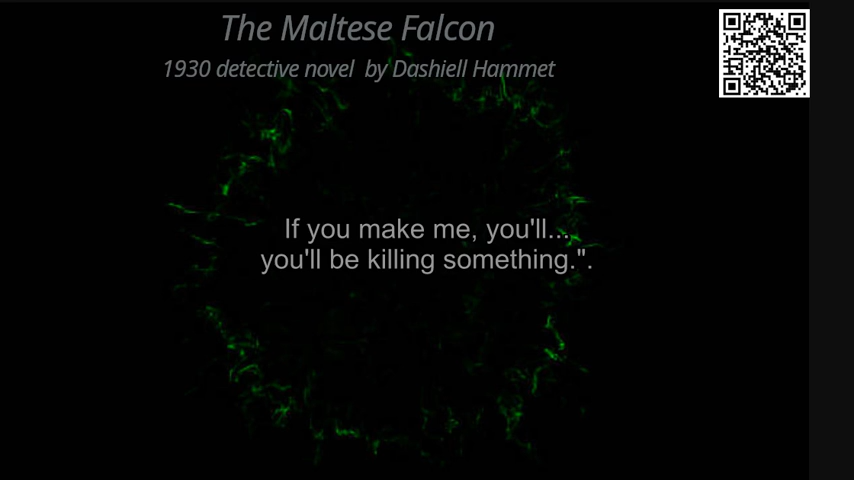 The Maltese Falcon
1930 detective novel by Dashiell Hammet
If you make me, you'll...
you'll be killing something.".